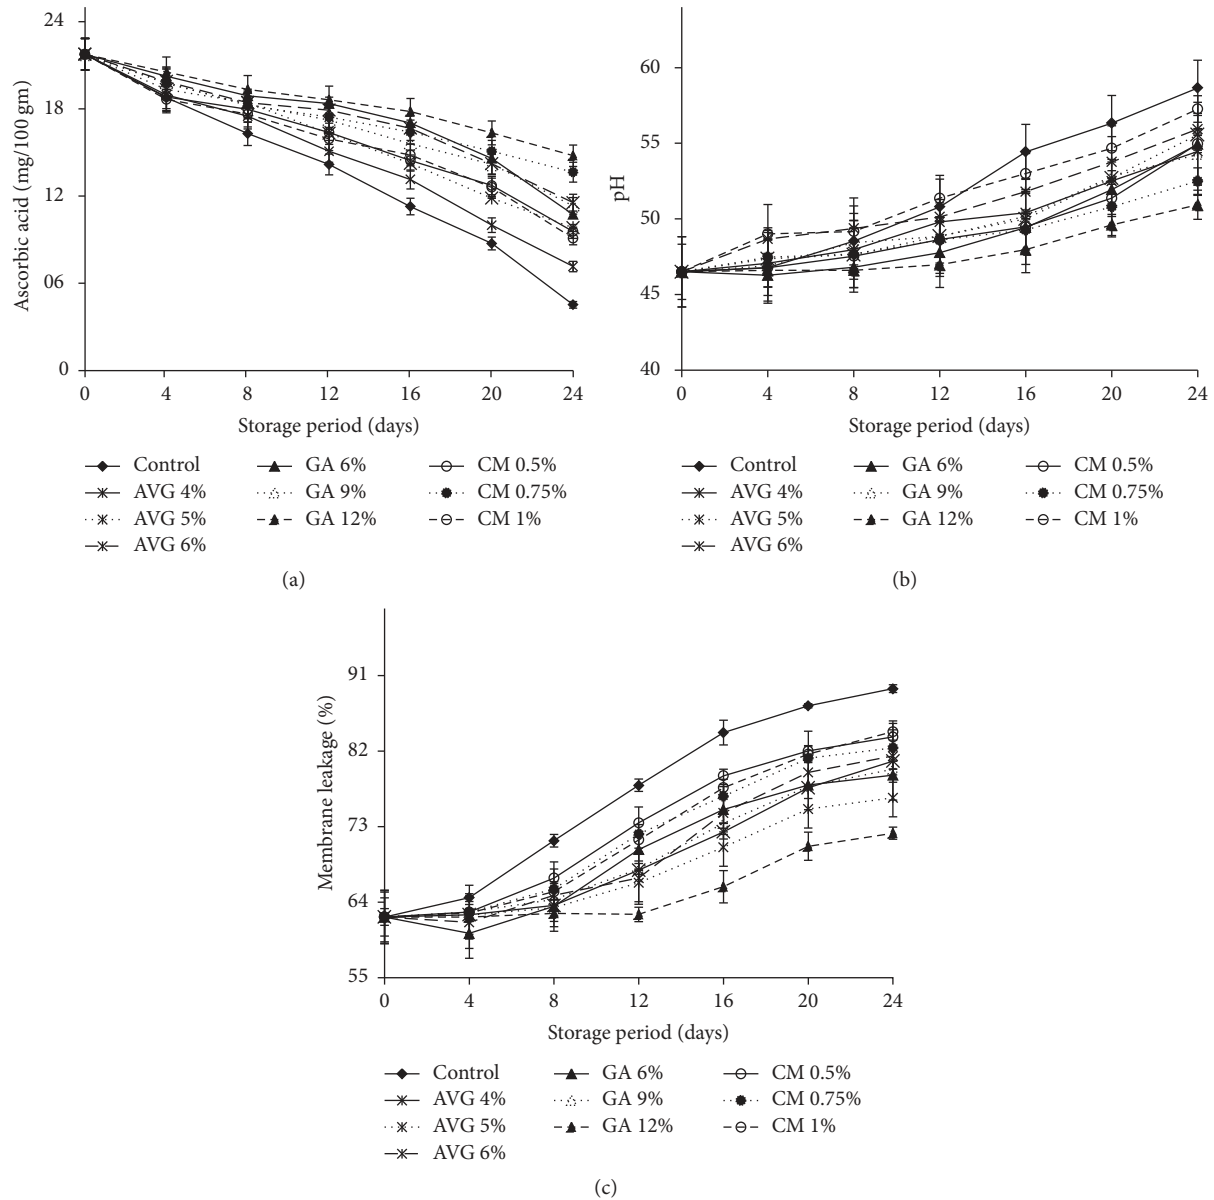 24
18
12
06
0
Ascorbic acid (mg/100 gm)
0 4 8 12 16 20 24
Storage period (days)
Control GA 6% CM 0.5%
AVG 4% GA 9% CM 0.75%
AVG 5% GA 12% CM 1%
AVG 6%
(a)
60
55
50
45
40
pH
0 4 8 12 16 20 24
Storage period (days)
Control GA 6% CM 0.5%
AVG 4% GA 9% CM 0.75%
AVG 5% GA 12% CM 1%
AVG 6%
(b)
91
82
73
64
55
Membrane leakage (%)
0 4 8 12 16 20 24
Storage period (days)
Control GA 6% CM 0.5%
AVG 4% GA 9% CM 0.75%
AVG 5% GA 12% CM 1%
AVG 6%
(c)